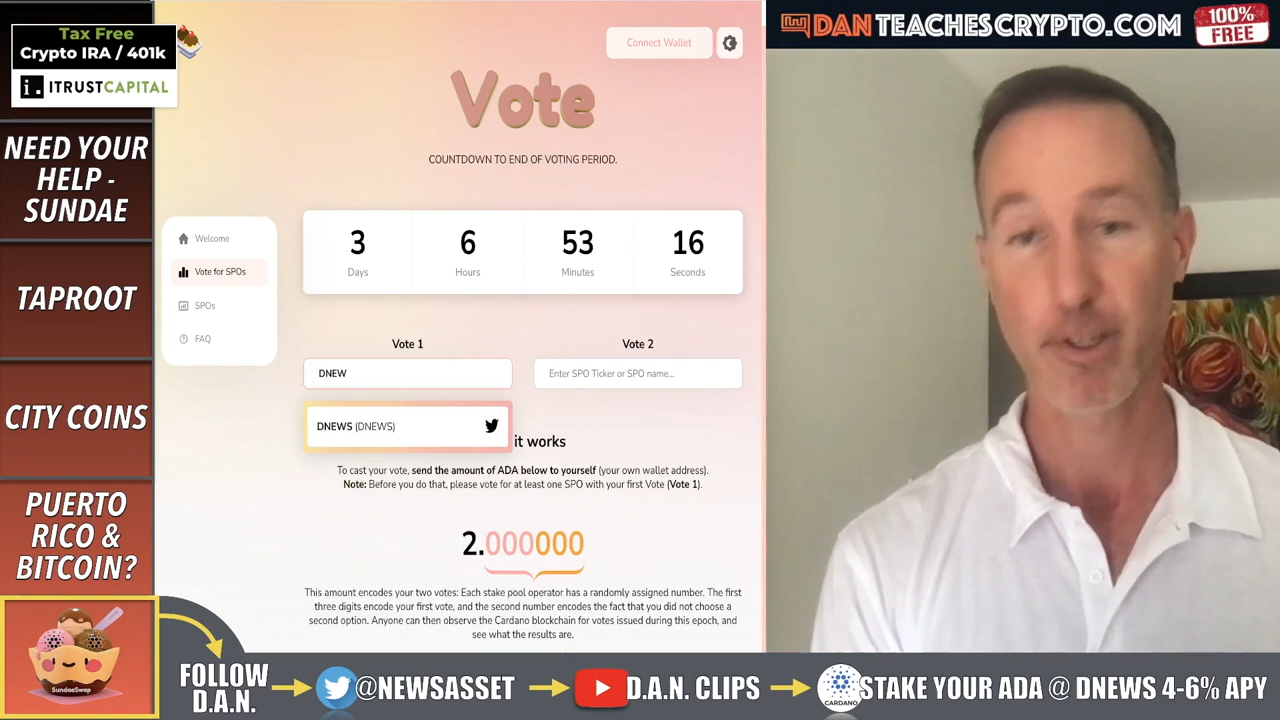 Tax Free
Crypto IRA / 401k
i. ITRUSTCAPITAL
NEED YOUR
HELP -
SUNDAE
TAPROOT
CITY COINS
PUERTO
RICO &
BITCOIN?
SundaeSwap
Connect Wallet
Vote
COUNTDOWN TO END OF VOTING PERIOD.
3
6
53
16
Days
Hours
Minutes
Seconds
Welcome
Vote for SPOs
SPOs
FAQ
Vote 1
Vote 2
DNEW
Enter SPO Ticker or SPO name...
DNEWS (DNEWS)
it works
To cast your vote, send the amount of ADA below to yourself (your own wallet address).
Note: Before you do that, please vote for at least one SPO with your first Vote (Vote 1).
2.000000
This amount encodes your two votes: Each stake pool operator has a randomly assigned number. The first
three digits encode your first vote, and the second number encodes the fact that you did not choose a
second option. Anyone can then observe the Cardano blockchain for votes issued during this epoch, and
see what the results are.
DANTEACHESCRYPTO.COM
100%
FREE
FOLLOW
D.A.N.
@NEWSASSET
D.A.N. CLIPS
CARDANO
STAKE YOUR ADA @ DNEWS 4-6% APY